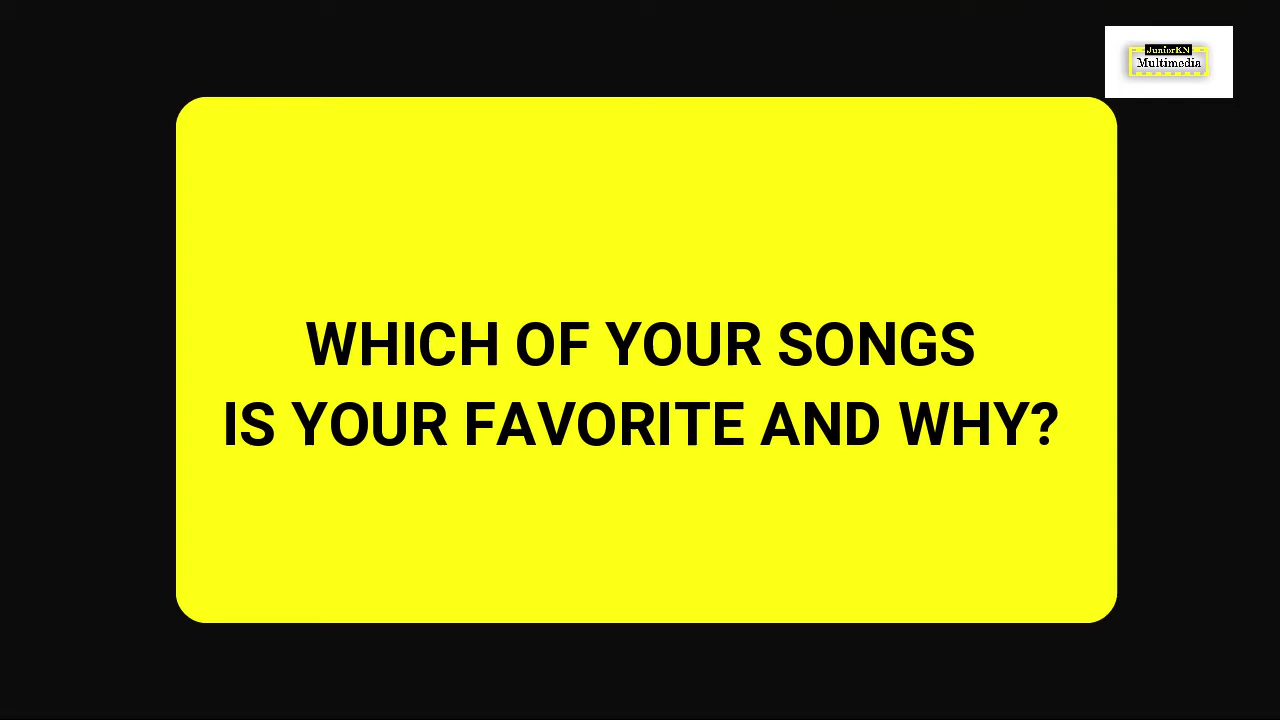 JuniorKN
Multimedia
WHICH OF YOUR SONGS
IS YOUR FAVORITE AND WHY?